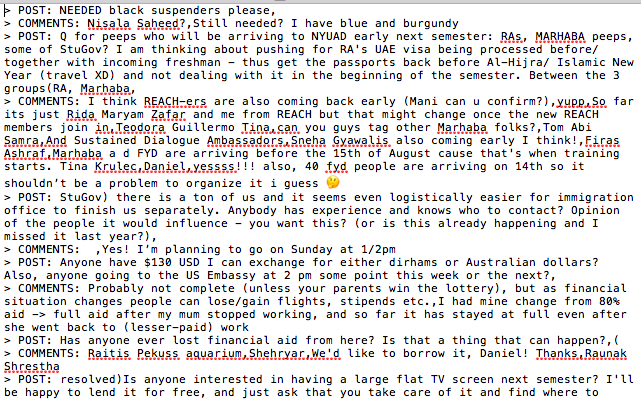 > POST: NEEDED black suspenders please,
> COMMENTS: Nisala Saheed?,Still needed? I have blue and burgundy
> POST: Q for peeps who will be arriving to NYUAD early next semester: RAs, MARHABA peeps,
some of StuGov? I am thinking about pushing for RA's UAE visa being processed before/
together with incoming freshman – thus get the passports back before Al-Hijra/ Islamic New
Year (travel XD) and not dealing with it in the beginning of the semester. Between the 3
groups(RA, Marhaba,
> COMMENTS: I think REACH-ers are also coming back early (Mani can u confirm?),yupp,So far
its just Rida Maryam Zafar and me from REACH but that might change once the new REACH
members join in,Teodora Guillermo Tina,can you guys tag other Marhaba folks?,Tom Abi
Samra,And Sustained Dialogue Ambassadors,Sneha Gyawalis also coming early I think!,Firas
Ashraf,Marhaba a d FYD are arriving before the 15th of August cause that's when training
starts. Tina Krulec,Daniel,yessss!!! also, 40 fyd people are arriving on 14th so it
shouldn't be a problem to organize it i guess 🤔
> POST: StuGov) there is a ton of us and it seems even logistically easier for immigration
office to finish us separately. Anybody has experience and knows who to contact? Opinion
of the people it would influence – you want this? (or is this already happening and I
missed it last year?),
> COMMENTS:  ,Yes! I'm planning to go on Sunday at 1/2pm
> POST: Anyone have $130 USD I can exchange for either dirhams or Australian dollars?
Also, anyone going to the US Embassy at 2 pm some point this week or the next?,
> COMMENTS: Probably not complete (unless your parents win the lottery), but as financial
situation changes people can lose/gain flights, stipends etc.,I had mine change from 80%
aid -> full aid after my mum stopped working, and so far it has stayed at full even after
she went back to (lesser-paid) work
> POST: Has anyone ever lost financial aid from here? Is that a thing that can happen?,(
> COMMENTS: Raitis Pekuss aquarium,Shehryar,We'd like to borrow it, Daniel! Thanks,Raunak
Shrestha
> POST: resolved)Is anyone interested in having a large flat TV screen next semester? I'll
be happy to lend it for free, and just ask that you take care of it and find where to